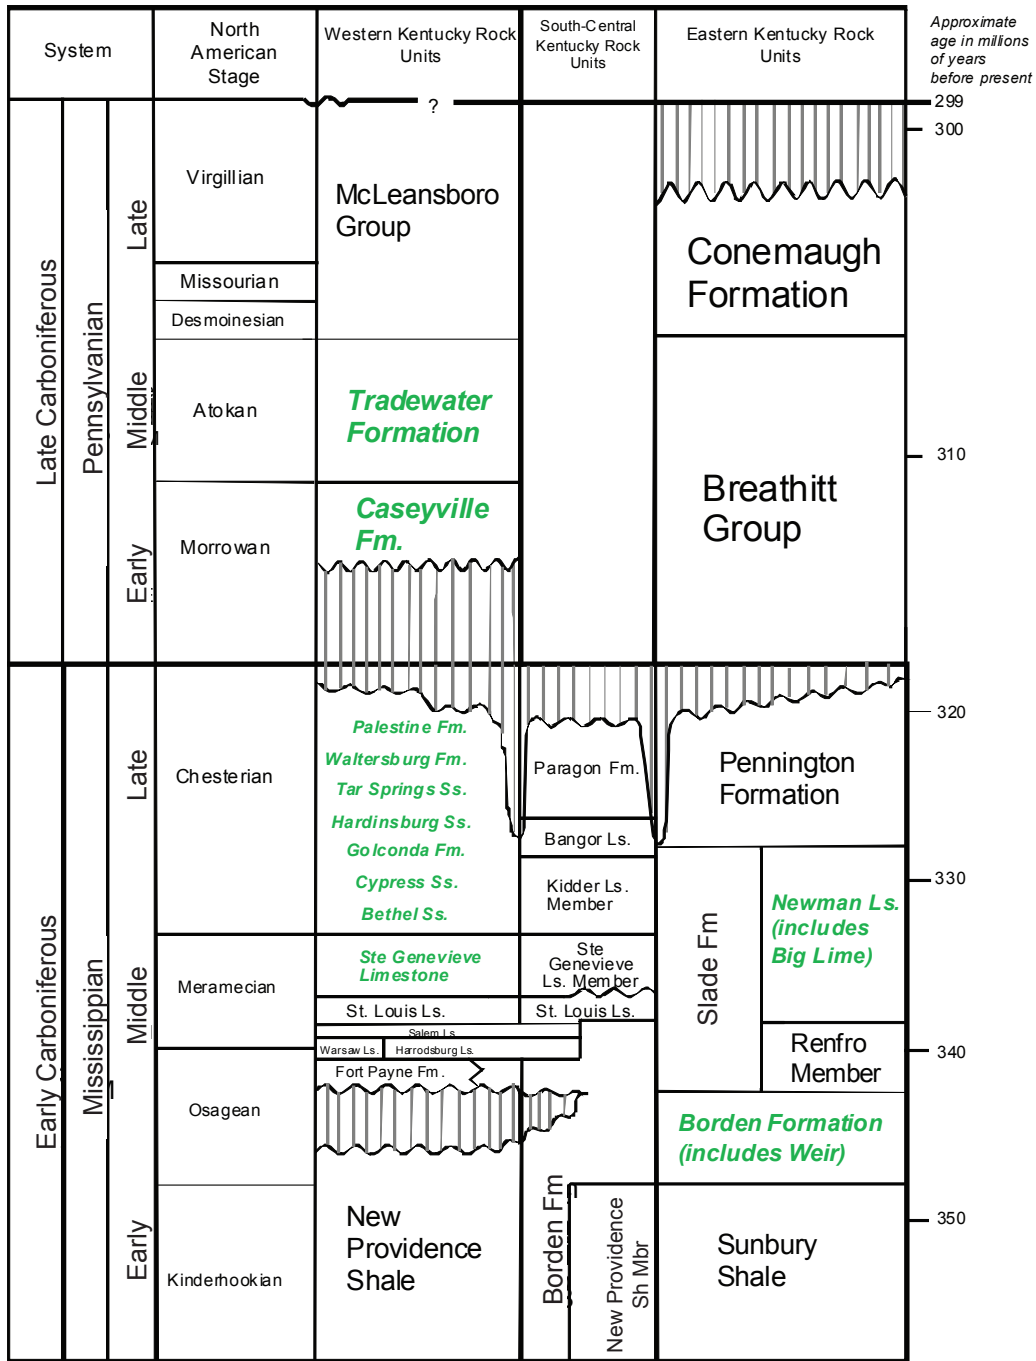 System
North
American
Stage
Western Kentucky Rock
Units
South-Central
Kentucky Rock
Units
Eastern Kentucky Rock
Units
Approximate
age in millions
of years
before present
299
?
300
Late Carboniferous
Pennsylvanian
Late
Virgillian
McLeansboro
Group
Conemaugh
Formation
Missourian
Desmoinesian
Middle
Atokan
Tradewater
Formation
310
Breathitt
Group
Early
Morrowan
Caseyville
Fm.
Early Carboniferous
Mississippian
Late
Chesterian
320
Palestine Fm.
Waltersburg Fm.
Tar Springs Ss.
Hardinsburg Ss.
Golconda Fm.
Cypress Ss.
Bethel Ss.
Paragon Fm.
Bangor Ls.
Kidder Ls.
Member
Pennington
Formation
330
Slade Fm
Newman Ls.
(includes
Big Lime)
Middle
Meramecian
Ste Genevieve
Limestone
Ste
Genevieve
Ls. Member
St. Louis Ls.
St. Louis Ls.
Salem Ls.
Warsaw Ls.
Harrodsburg Ls.
Renfro
Member
340
Fort Payne Fm.
Osagean
Borden Formation
(includes Weir)
Early
Kinderhookian
New
Providence
Shale
Borden Fm
New Providence
Sh Mbr
Sunbury
Shale
350